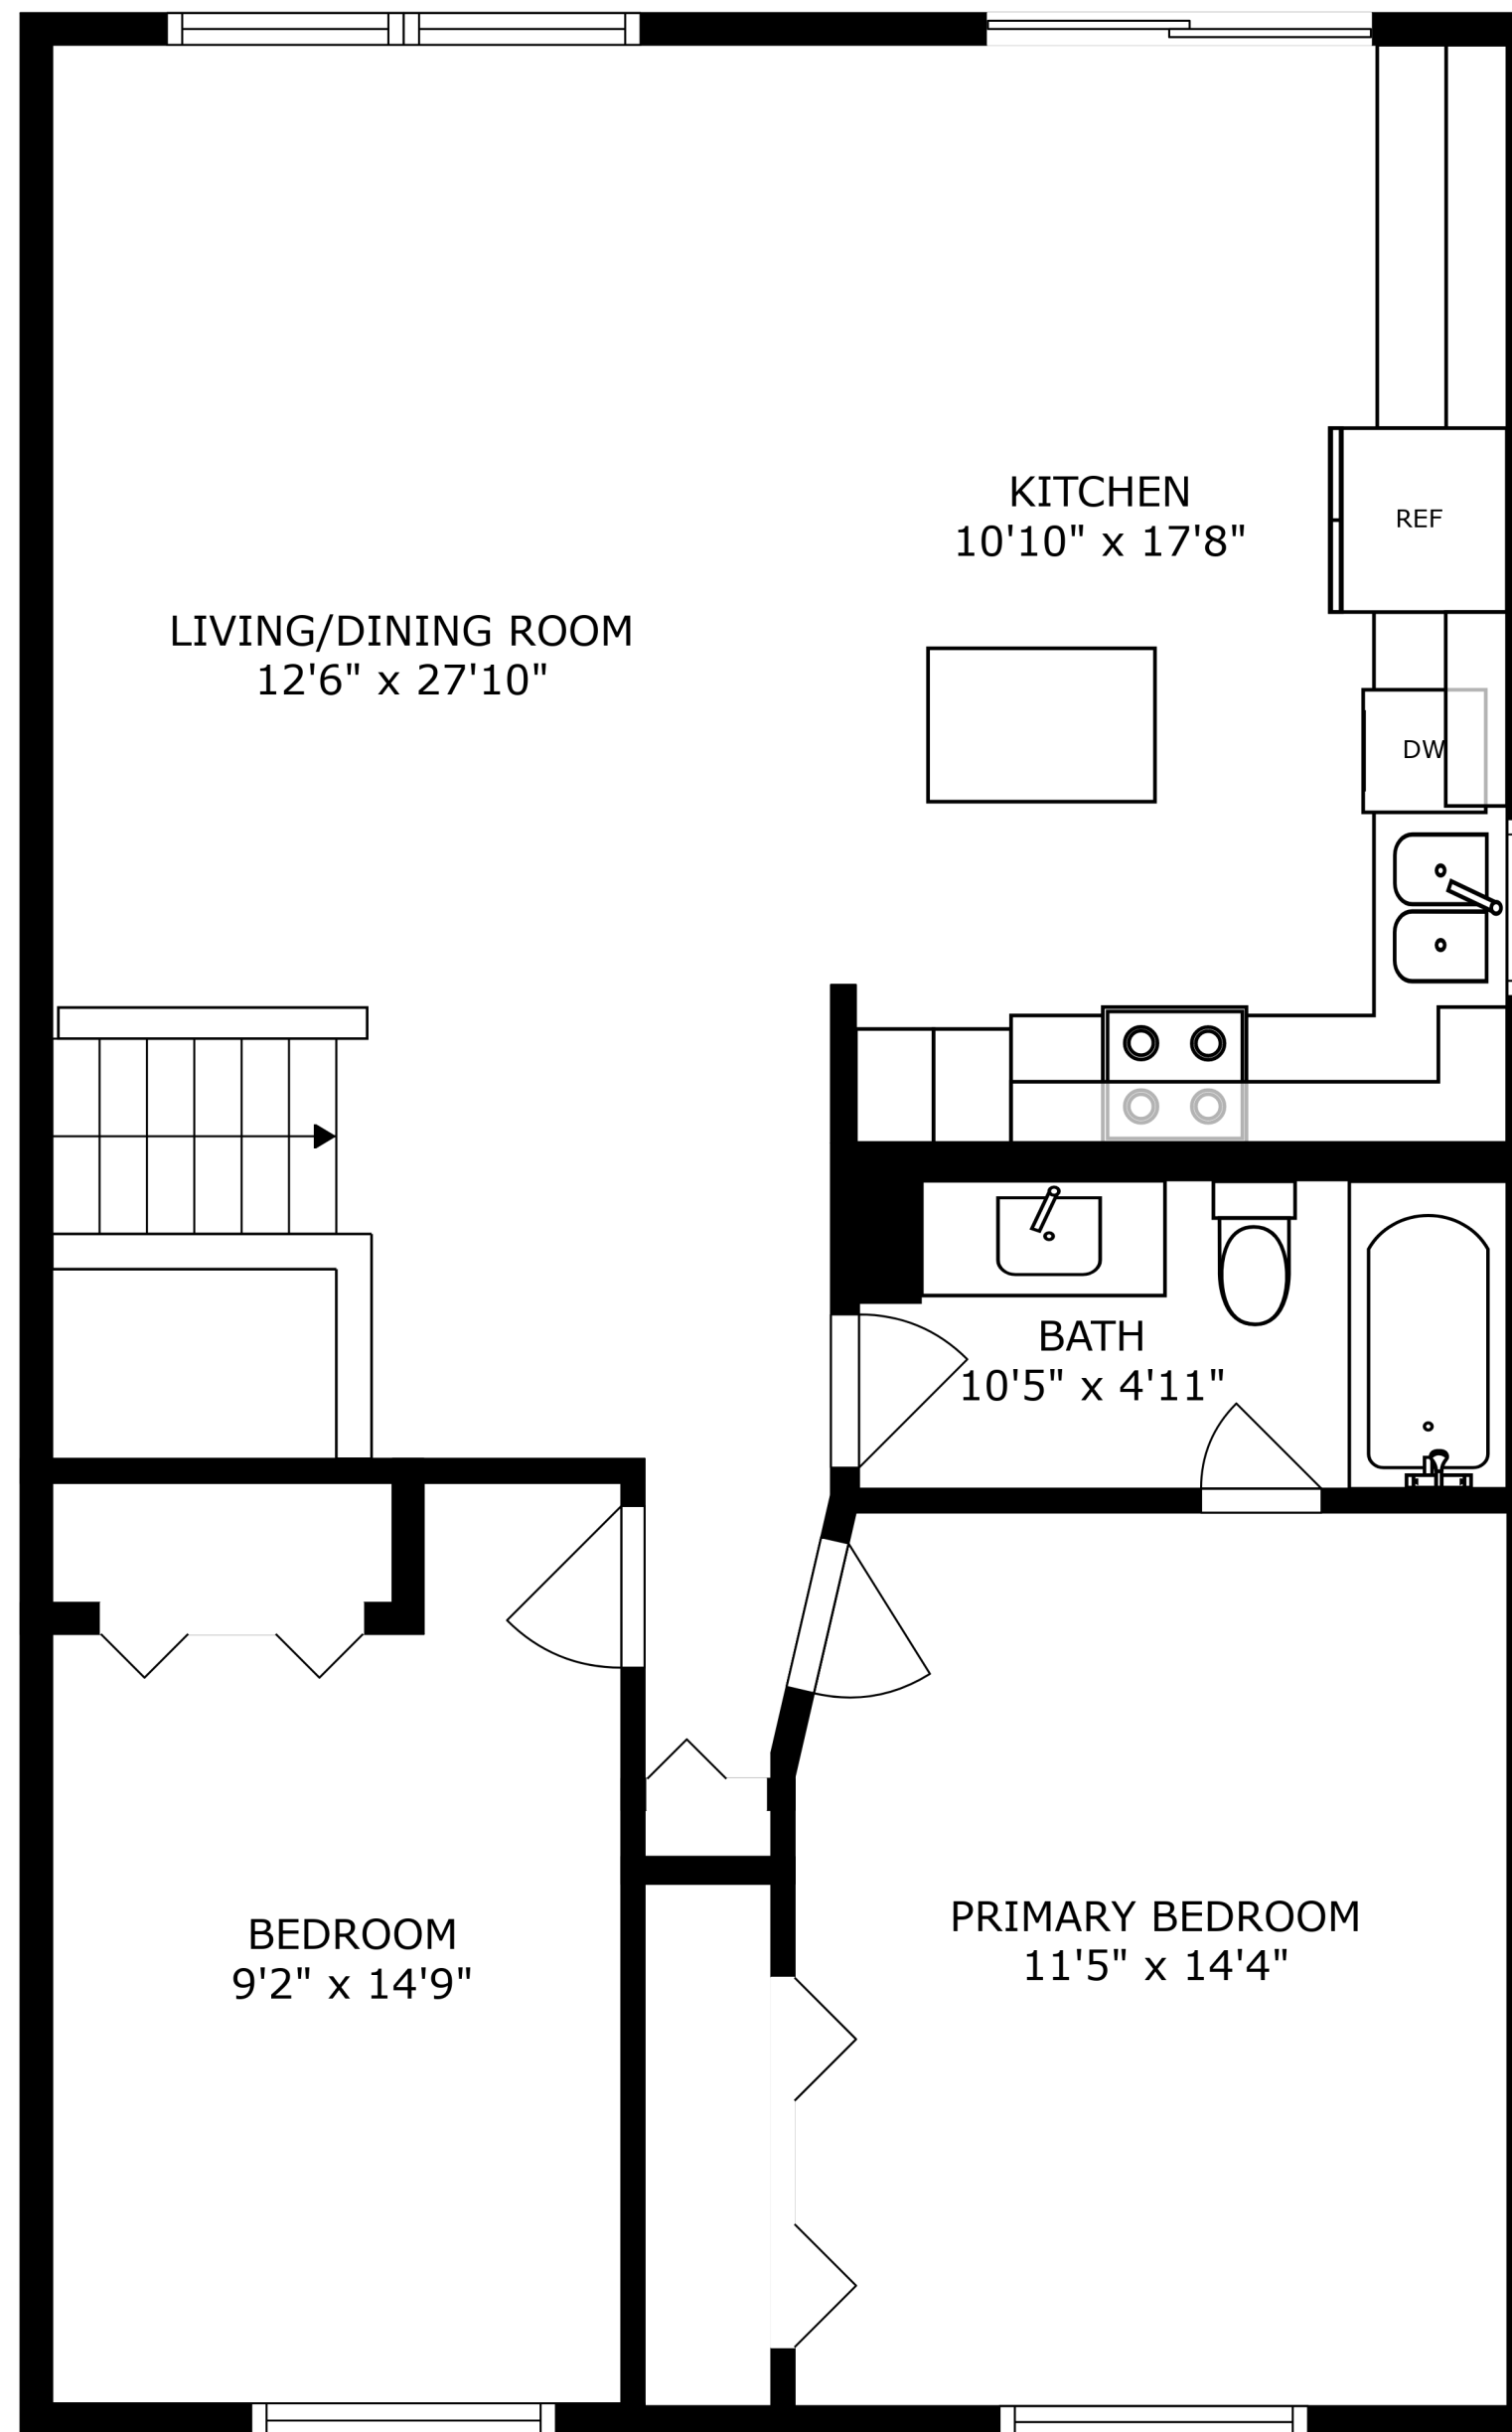 KITCHEN
10'10" x 17'8"
REF
LIVING/DINING ROOM
12'6" x 27'10"
DW
BATH
10'5" x 4'11"
PRIMARY BEDROOM
11'5" x 14'4"
BEDROOM
9'2" x 14'9"